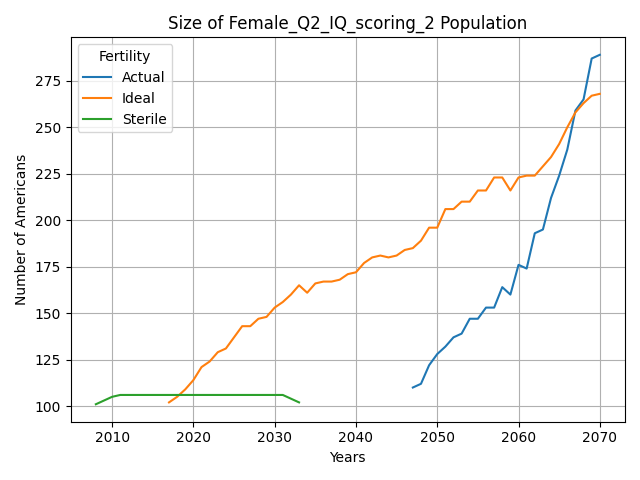 Size of Female_Q2_IQ_scoring_2 Population
Fertility
Actual
Ideal
Sterile
Number of Americans
275
250
225
200
175
150
125
100
2010
2020
2030
2040
2050
2060
2070
Years